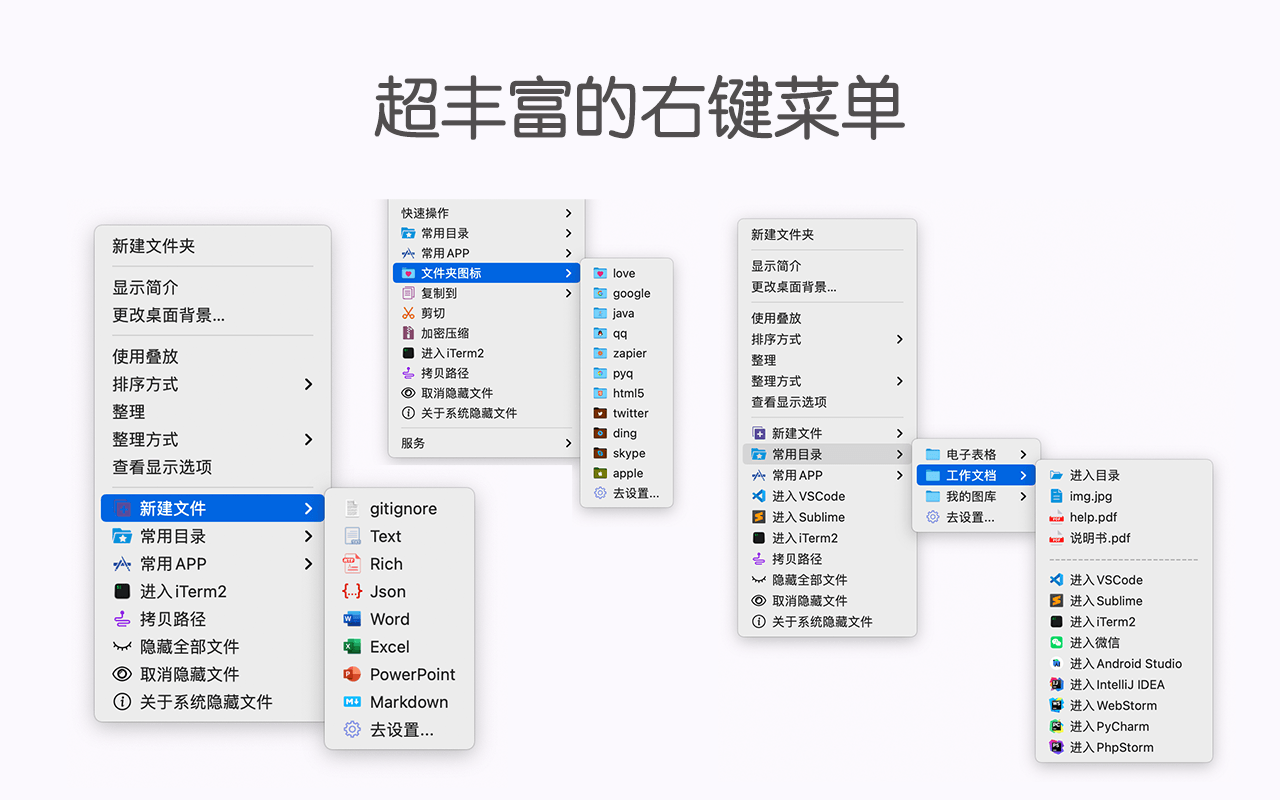 超丰富的右键菜单
新建文件夹
显示简介
更改桌面背景...
使用叠放
排序方式
整理
整理方式
查看显示选项
新建文件
常用目录
常用 APP
进入 iTerm2
拷贝路径
隐藏全部文件
取消隐藏文件
关于系统隐藏文件
gitignore
Text
Rich
Json
Word
Excel
PowerPoint
Markdown
去设置...
快速操作
常用目录
常用 APP
文件夹图标
复制到
剪切
加密压缩
进入 iTerm2
拷贝路径
取消隐藏文件
关于系统隐藏文件
服务
love
google
java
qq
zapier
pyq
html5
twitter
ding
skype
apple
去设置...
新建文件夹
显示简介
更改桌面背景...
使用叠放
排序方式
整理
整理方式
查看显示选项
新建文件
常用目录
常用 APP
进入 VSCode
进入 Sublime
进入 iTerm2
拷贝路径
隐藏全部文件
取消隐藏文件
关于系统隐藏文件
电子表格
工作文档
我的图库
去设置...
进入目录
img.jpg
help.pdf
说明书.pdf
进入 VSCode
进入 Sublime
进入 iTerm2
进入微信
进入 Android Studio
进入 IntelliJ IDEA
进入 WebStorm
进入 PyCharm
进入 PhpStorm